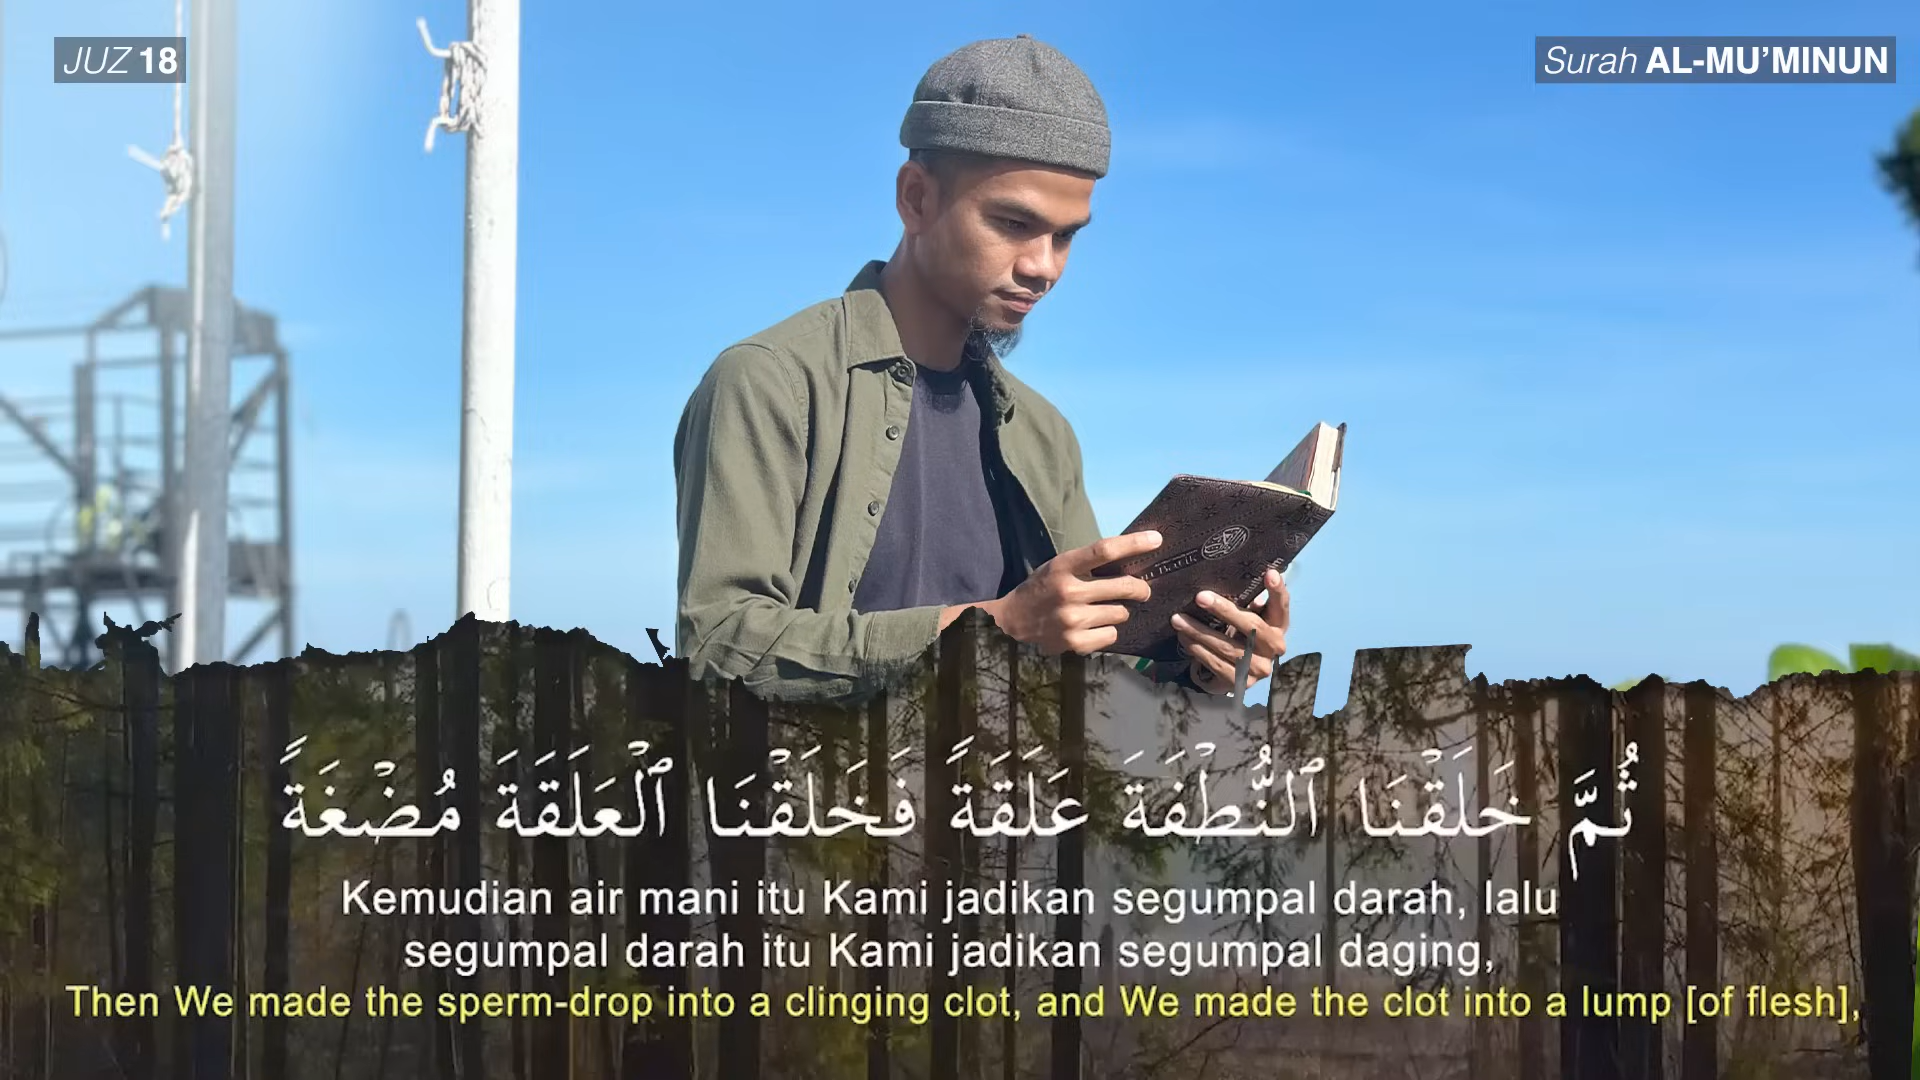 JUZ 18
Surah AL-MU’MINUN
ثُمَّ خَلَقْنَا ٱلنُّطْفَةَ عَلَقَةً فَخَلَقْنَا ٱلْعَلَقَةَ مُضْغَةً
Kemudian air mani itu Kami jadikan segumpal darah, lalu
segumpal darah itu Kami jadikan segumpal daging,
Then We made the sperm-drop into a clinging clot, and We made the clot into a lump [of flesh],